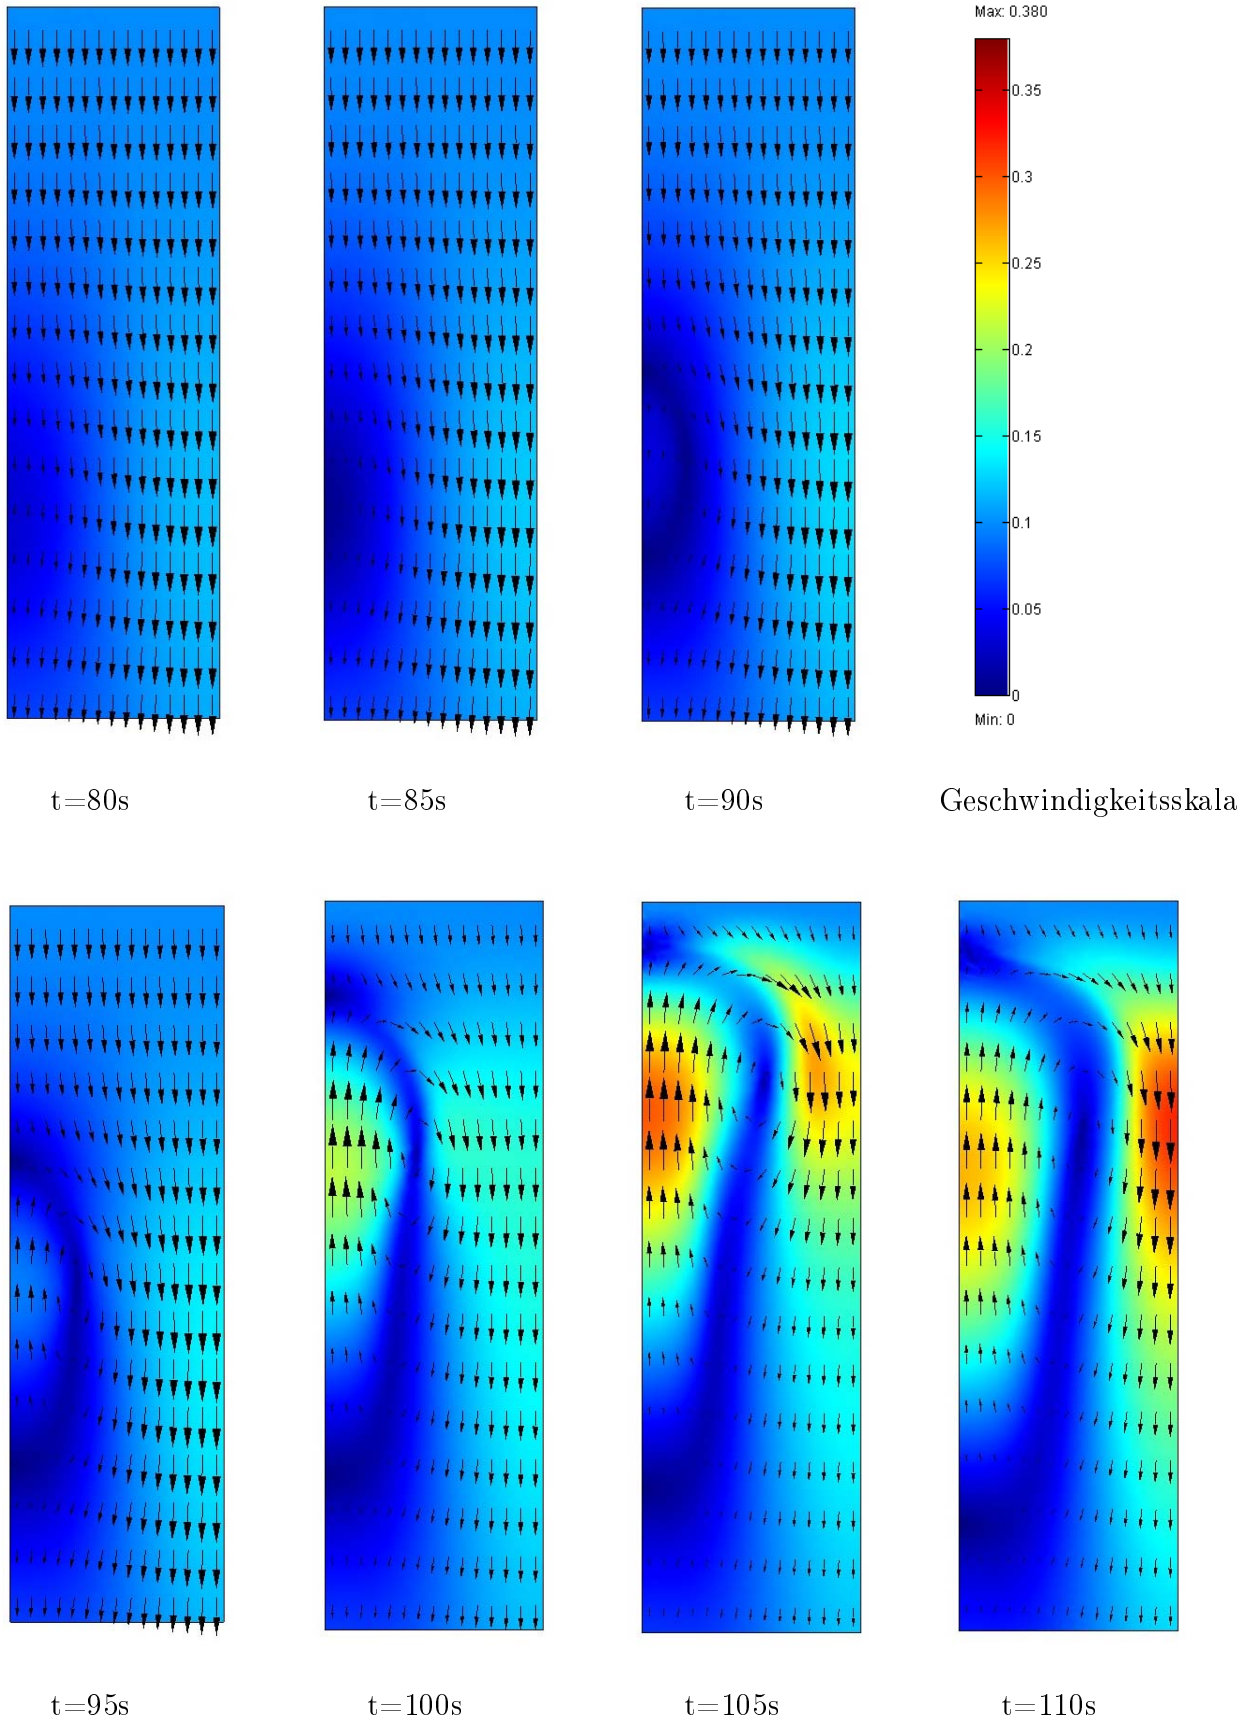 Max: 0.380
0.35
0.3
0.25
0.2
0.15
0.1
0.05
0
Min: 0
t=80s
t=85s
t=90s
Geschwindigkeitsskala
t=95s
t=100s
t=105s
t=110s